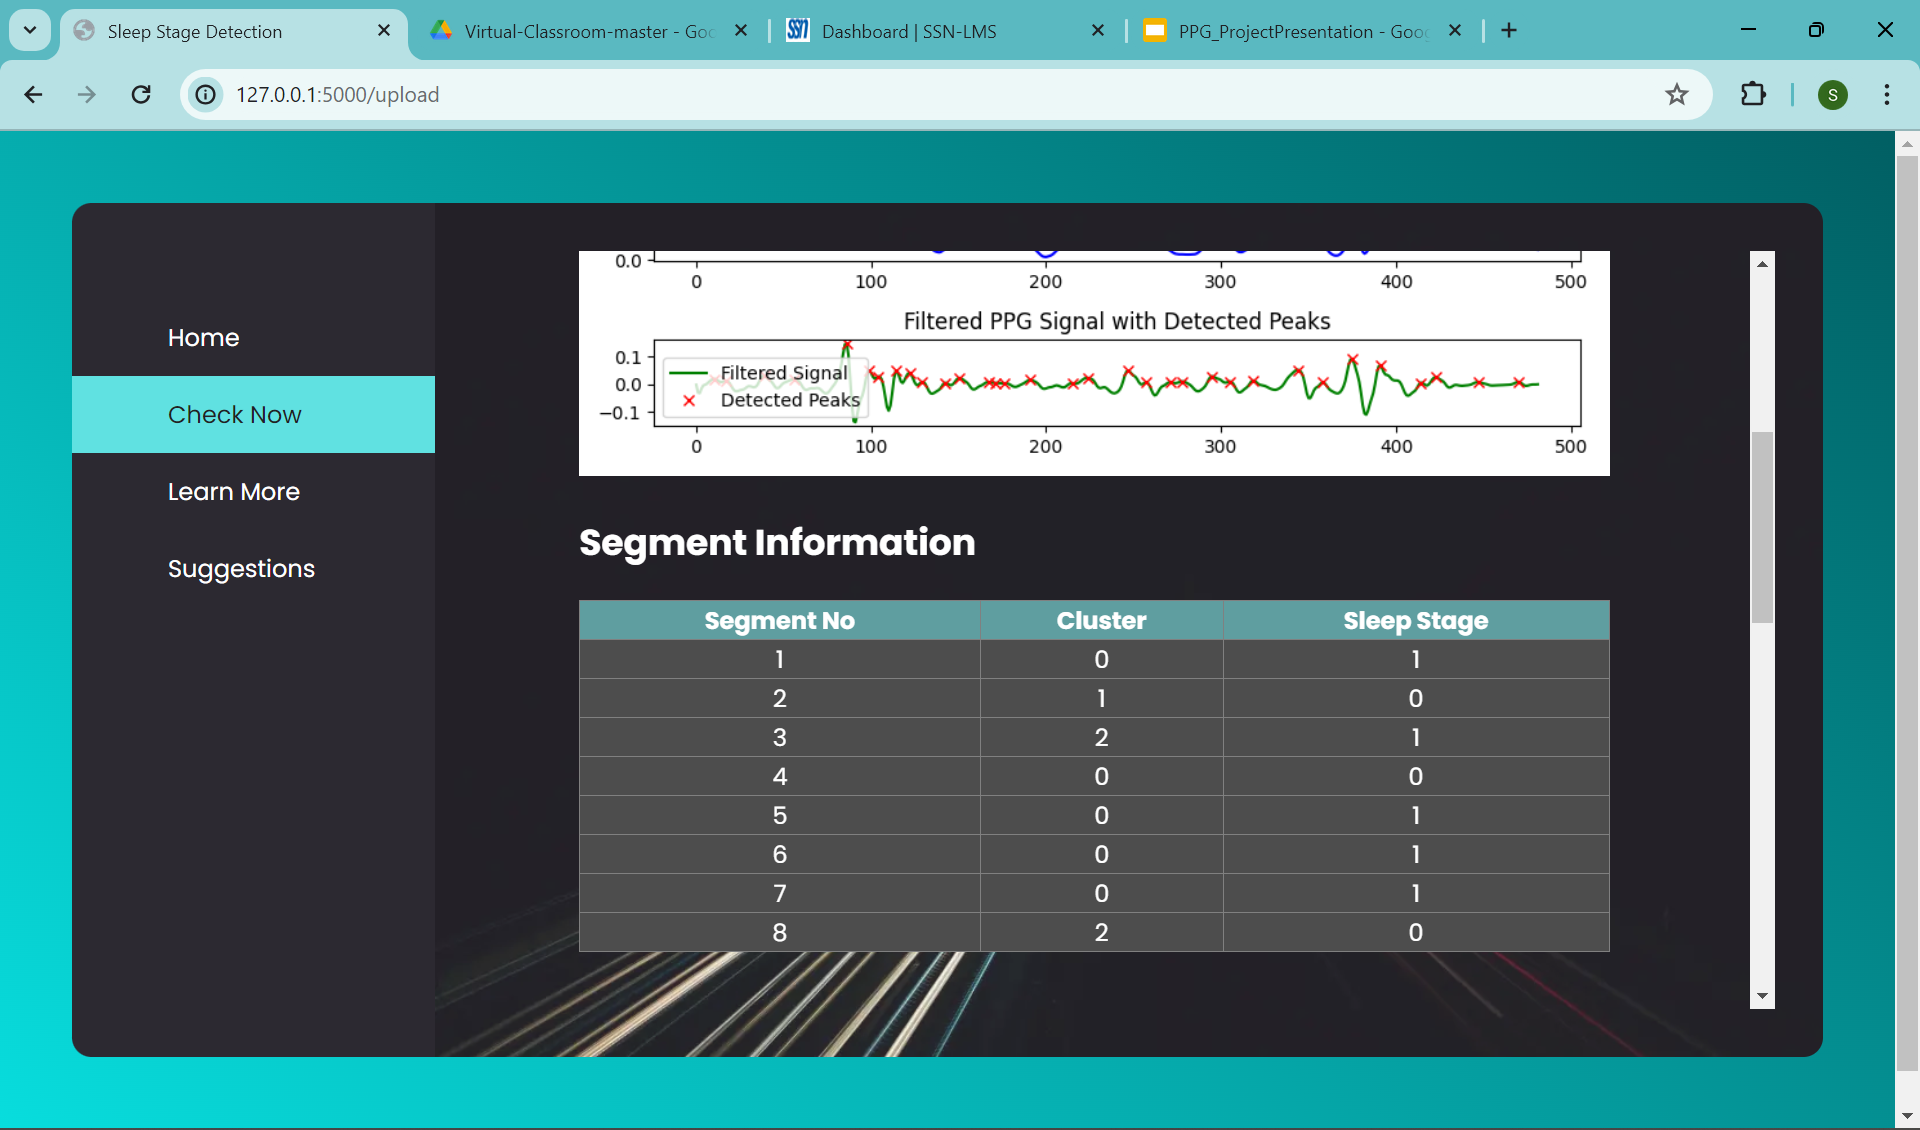 Sleep Stage Detection
Virtual-Classroom-master - Goo
SSN
Dashboard | SSN-LMS
PPG_ProjectPresentation - Goog
127.0.0.1:5000/upload
S
Home
Check Now
Learn More
Suggestions
0.0
0 100 200 300 400 500
Filtered PPG Signal with Detected Peaks
0.1
0.0
−0.1
Filtered Signal
Detected Peaks
0 100 200 300 400 500
Segment Information
Segment No Cluster Sleep Stage
1 0 1
2 1 0
3 2 1
4 0 0
5 0 1
6 0 1
7 0 1
8 2 0